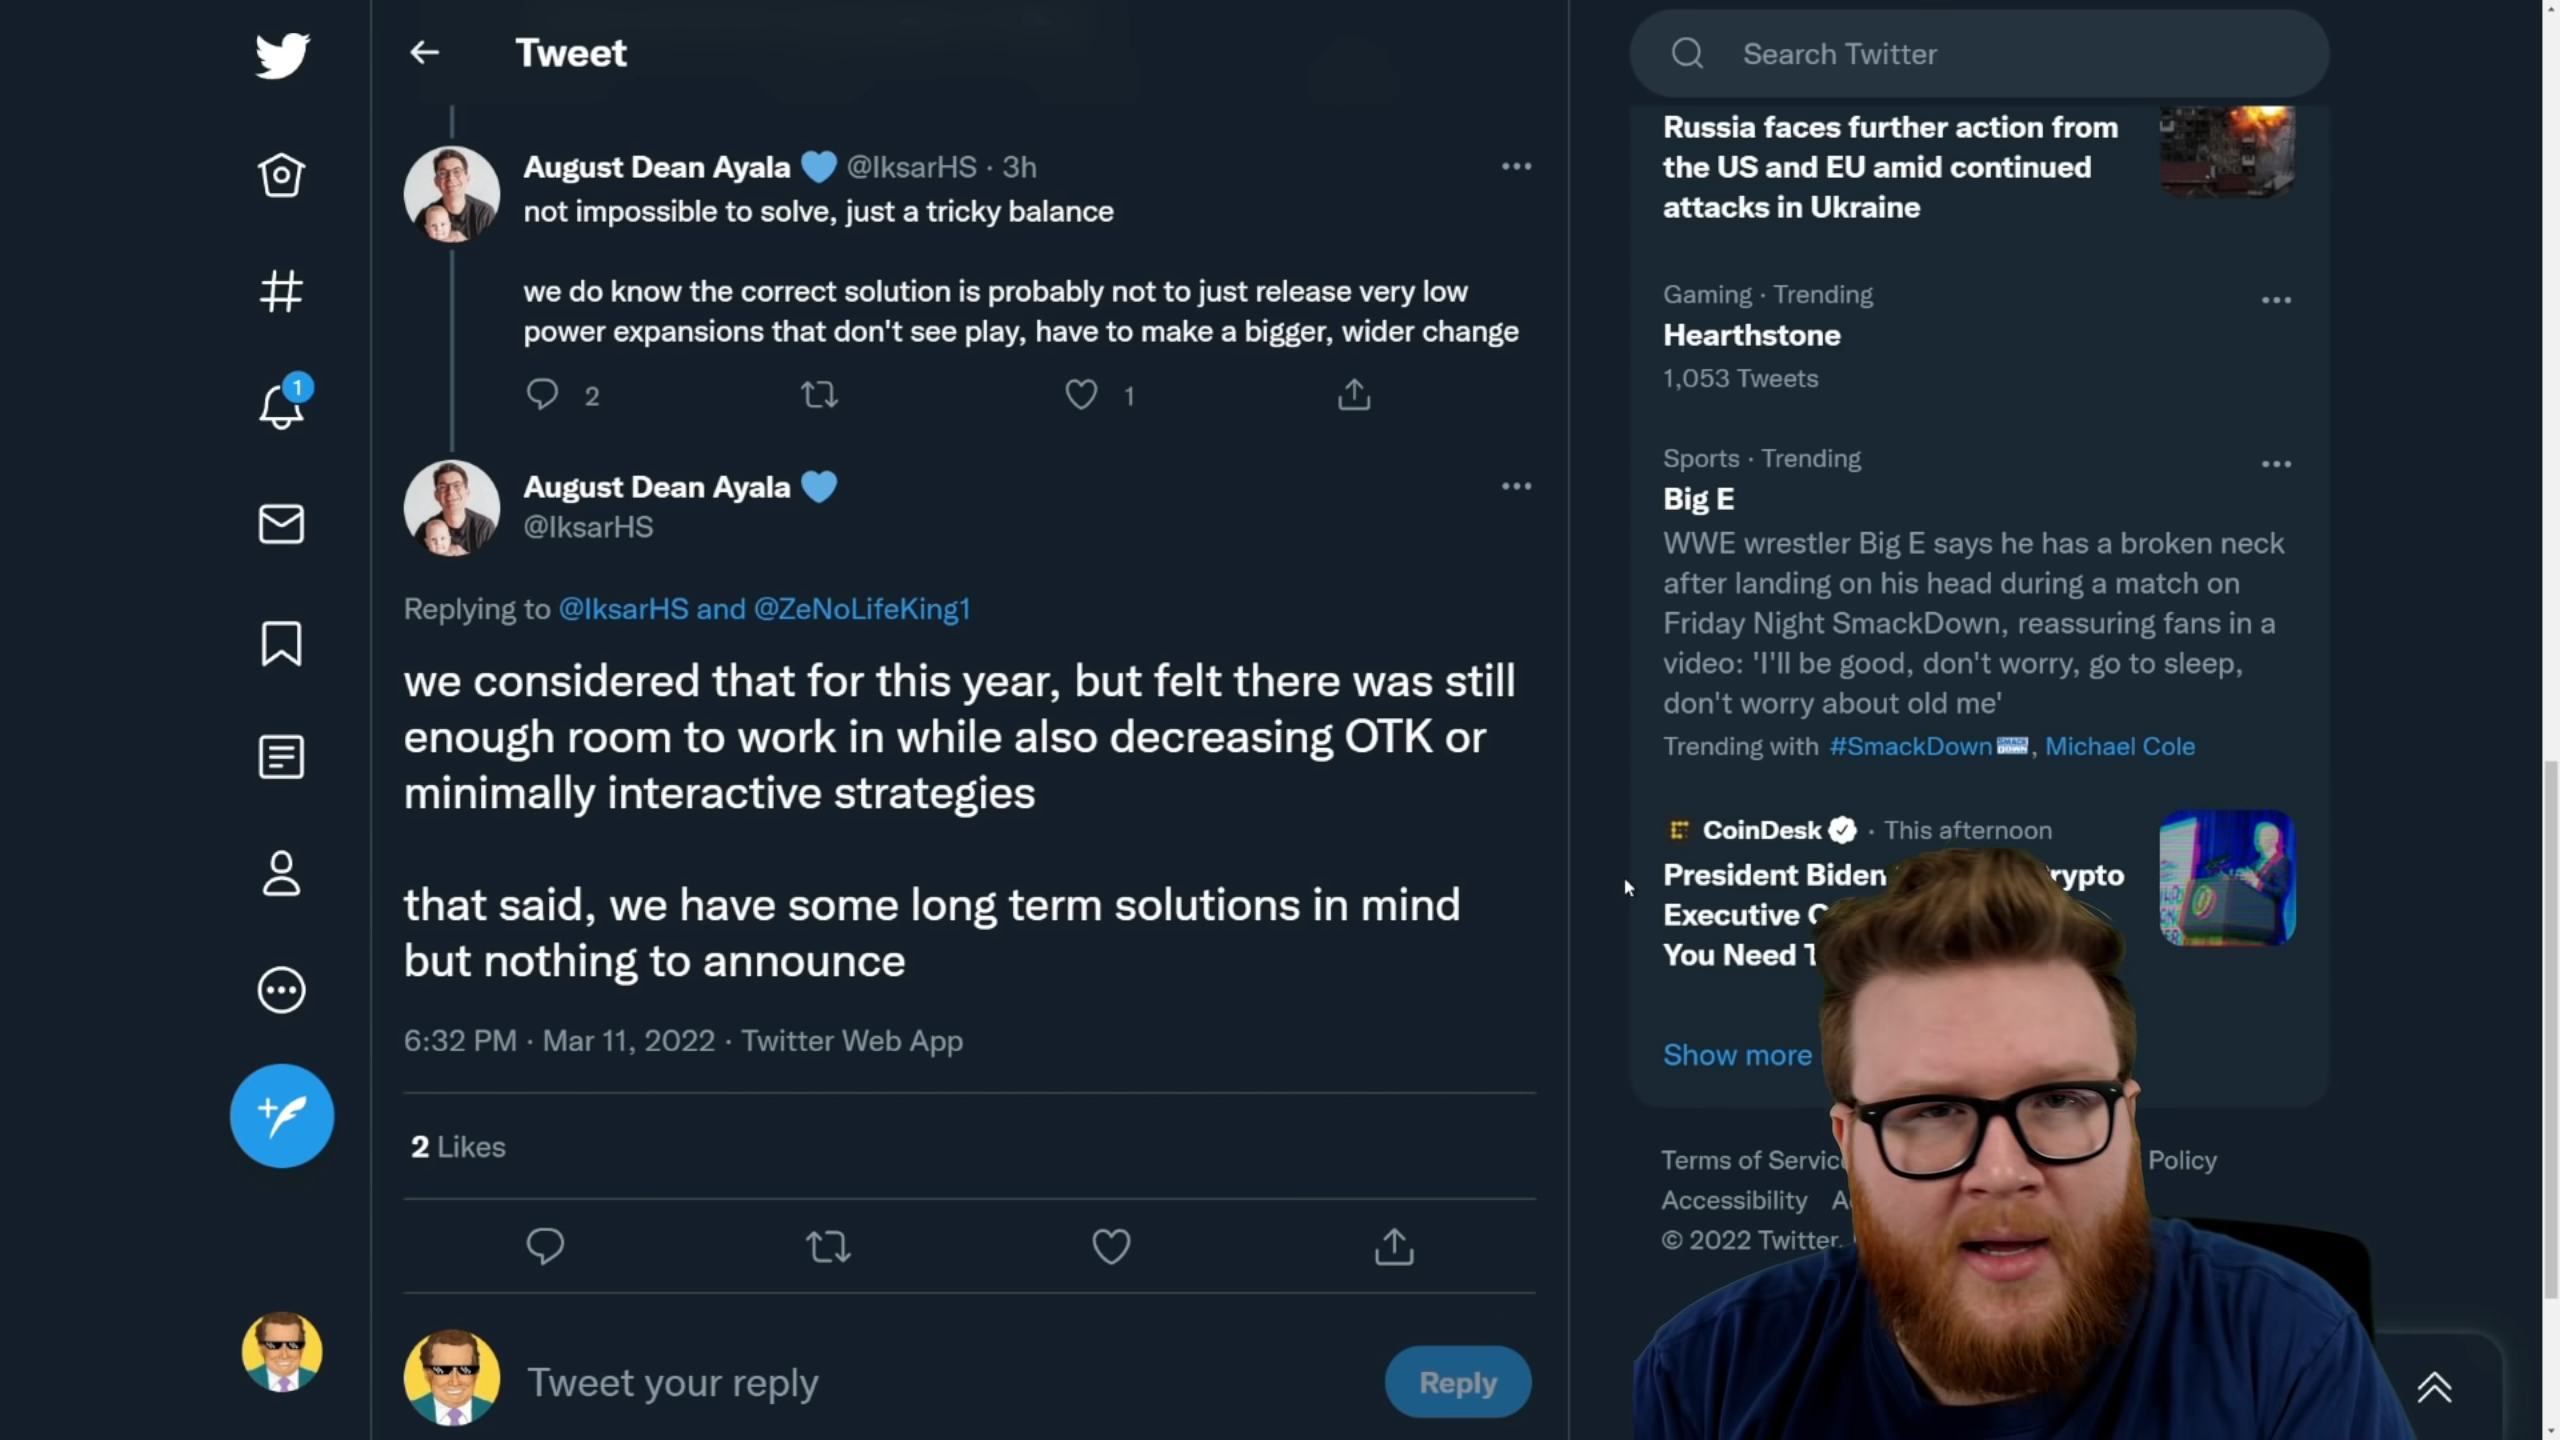 Tweet
August Dean Ayala 💙 @IksarHS · 3h
not impossible to solve, just a tricky balance
we do know the correct solution is probably not to just release very low
power expansions that don't see play, have to make a bigger, wider change
2 1
August Dean Ayala 💙
@IksarHS
Replying to @IksarHS and @ZeNoLifeKing1
we considered that for this year, but felt there was still
enough room to work in while also decreasing OTK or
minimally interactive strategies
that said, we have some long term solutions in mind
but nothing to announce
6:32 PM · Mar 11, 2022 · Twitter Web App
2 Likes
Tweet your reply
Reply
1
Search Twitter
Russia faces further action from
the US and EU amid continued
attacks in Ukraine
Gaming · Trending
Hearthstone
1,053 Tweets
Sports · Trending
Big E
WWE wrestler Big E says he has a broken neck
after landing on his head during a match on
Friday Night SmackDown, reassuring fans in a
video: 'I'll be good, don't worry, go to sleep,
don't worry about old me'
Trending with #SmackDown, Michael Cole
CoinDesk · This afternoon
President Biden
Executive
You Need
Show more
Terms of Policy
Accessibility
© 2022 Twitter,